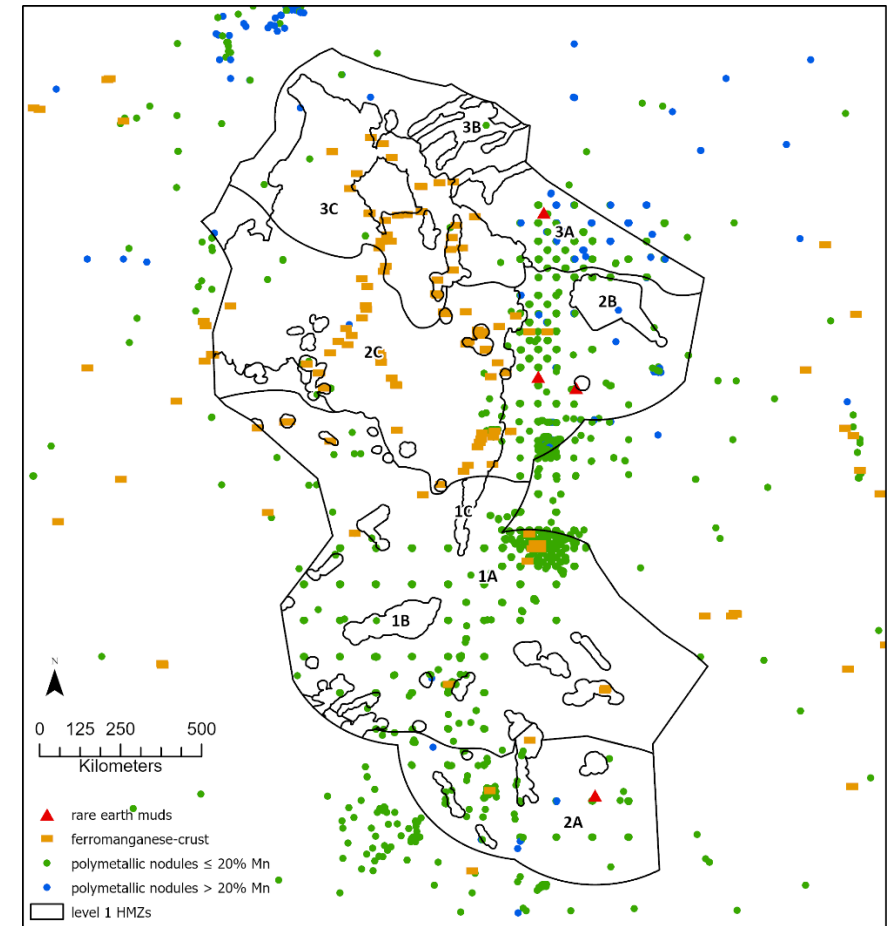 3B
3C
3A
2B
2C
1C
1A
1B
N
0 125 250 500
Kilometers
2A
rare earth muds
ferromanganese-crust
polymetallic nodules ≤ 20% Mn
polymetallic nodules > 20% Mn
level 1 HMZs